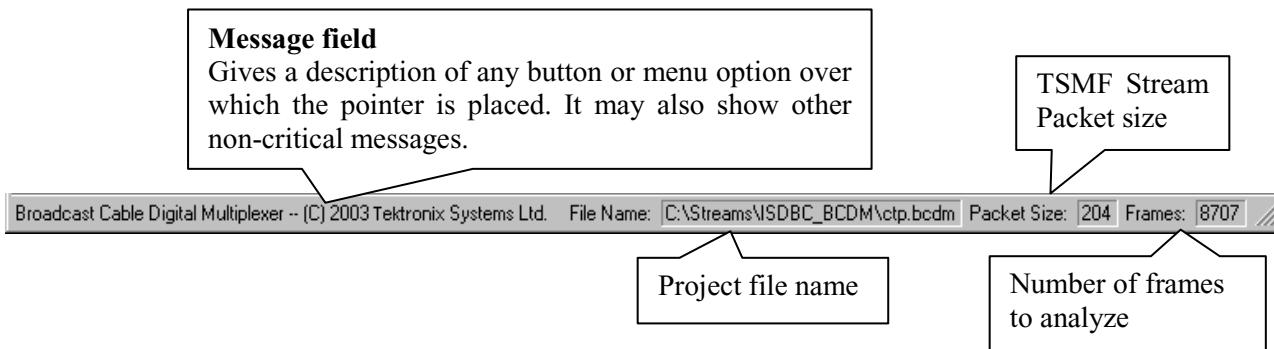 Message field
Gives a description of any button or menu option over
which the pointer is placed. It may also show other
non-critical messages.
TSMF Stream
Packet size
Broadcast Cable Digital Multiplexer -- (C) 2003 Tektronix Systems Ltd. File Name: C:\Streams\ISDBC_BCDM\ctp.bcdm Packet Size: 204 Frames: 8707
Project file name
Number of frames
to analyze